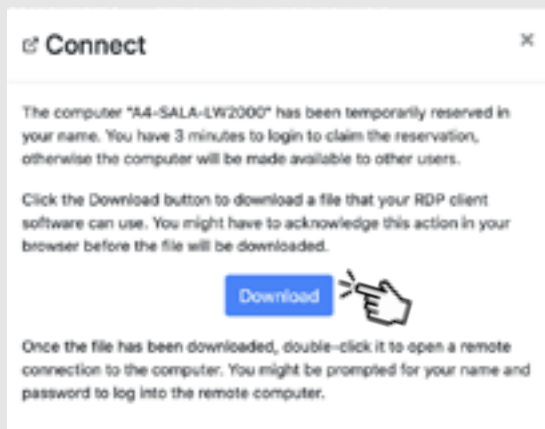 Connect
The computer "A4-SALA-LW2000" has been temporarily reserved in
your name. You have 3 minutes to login to claim the reservation,
otherwise the computer will be made available to other users.
Click the Download button to download a file that your RDP client
software can use. You might have to acknowledge this action in your
browser before the file will be downloaded.
Download
Once the file has been downloaded, double-click it to open a remote
connection to the computer. You might be prompted for your name and
password to log into the remote computer.